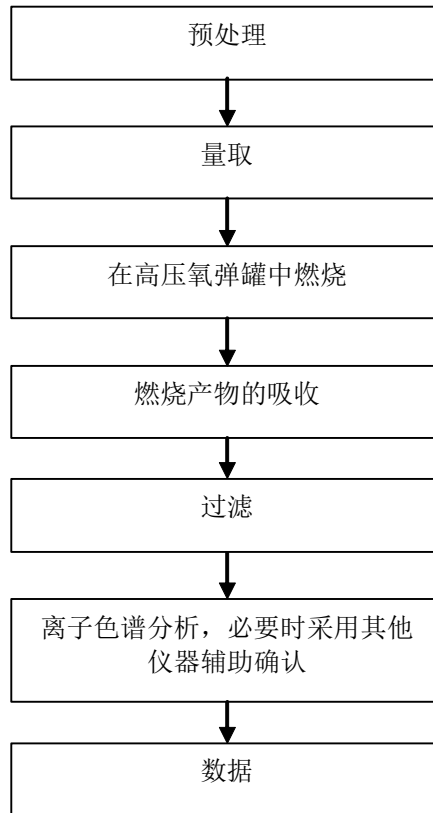 预处理
量取
在高压氧弹罐中燃烧
燃烧产物的吸收
过滤
离子色谱分析，必要时采用其他
仪器辅助确认
数据